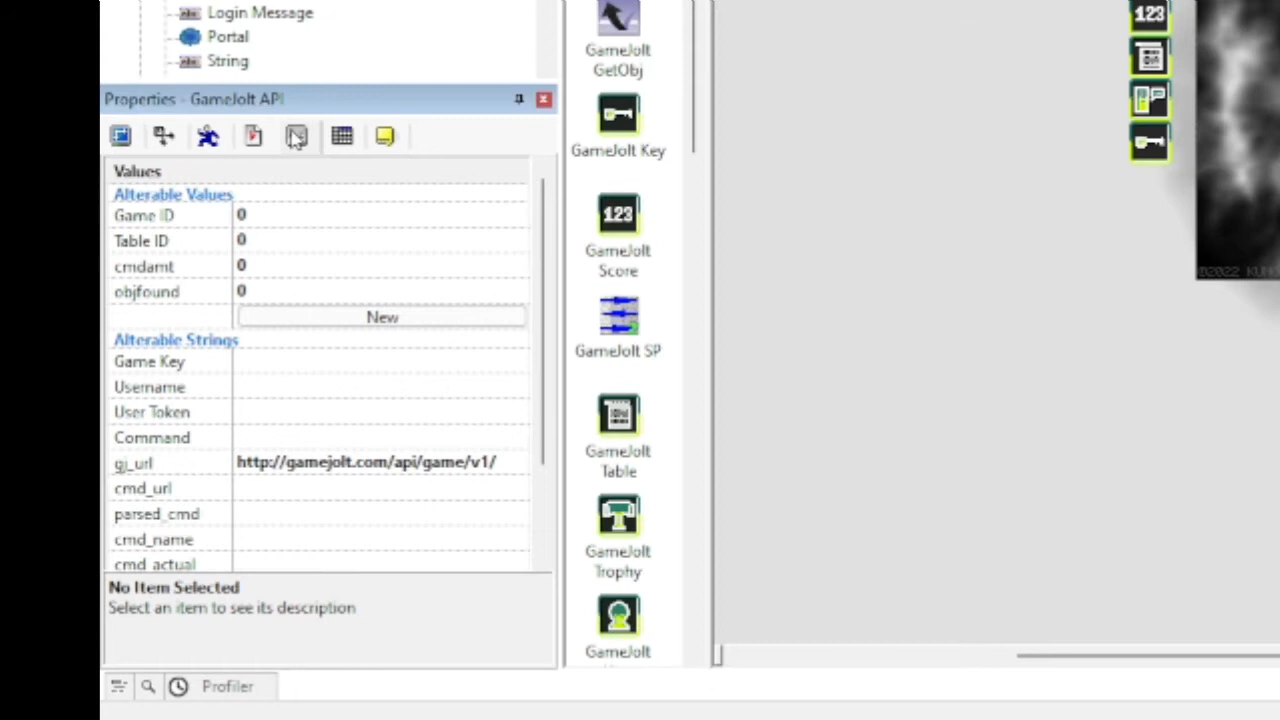 Login Message
Portal
String
Properties - GameJolt API
Values
Alterable Values
Game ID 0
Table ID 0
cmdamt 0
objfound 0
New
Alterable Strings
Game Key
Username
User Token
Command
gj_url http://gamejolt.com/api/game/v1/
cmd_url
parsed_cmd
cmd_name
cmd_actual
No Item Selected
Select an item to see its description
Profiler
GameJolt
GetObj
GameJolt Key
123
GameJolt
Score
GameJolt SP
GameJolt
Table
GameJolt
Trophy
GameJolt
123
©2022